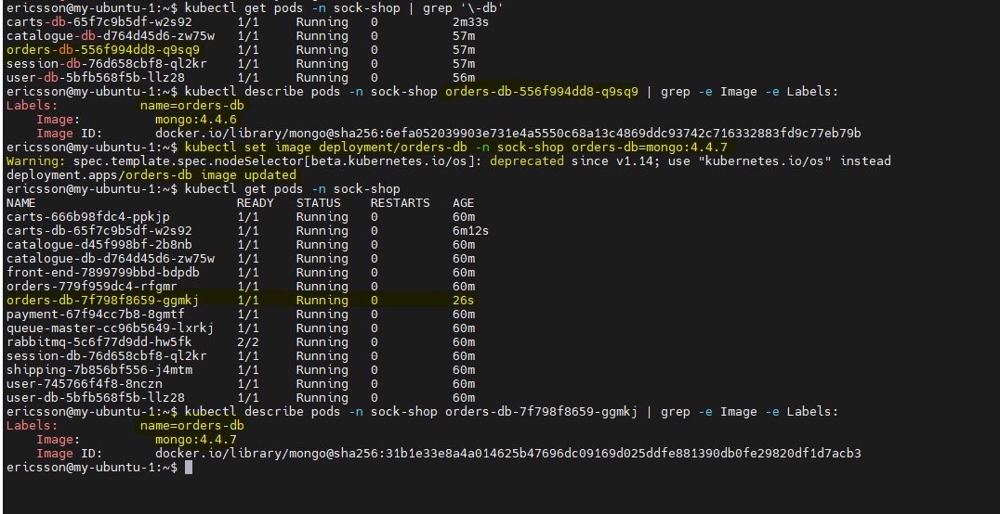 ericsson@my-ubuntu-1:~$ kubectl get pods -n sock-shop | grep '\-db'
carts-db-65f7c9b5df-w2s92      1/1     Running   0          2m33s
catalogue-db-d764d45d6-zw75w   1/1     Running   0          57m
orders-db-556f994dd8-q9sq9     1/1     Running   0          57m
session-db-76d658cbf8-ql2kr    1/1     Running   0          57m
user-db-5bfb568f5b-llz28       1/1     Running   0          56m
ericsson@my-ubuntu-1:~$ kubectl describe pods -n sock-shop orders-db-556f994dd8-q9sq9 | grep -e Image -e Labels:
Labels:           name=orders-db
    Image:          mongo:4.4.6
    Image ID:       docker.io/library/mongo@sha256:6efa052039903e731e4a5550c68a13c4869ddc93742c716332883fd9c77eb79b
ericsson@my-ubuntu-1:~$ kubectl set image deployment/orders-db -n sock-shop orders-db=mongo:4.4.7
Warning: spec.template.spec.nodeSelector[beta.kubernetes.io/os]: deprecated since v1.14; use "kubernetes.io/os" instead
deployment.apps/orders-db image updated
ericsson@my-ubuntu-1:~$ kubectl get pods -n sock-shop
NAME                           READY   STATUS    RESTARTS   AGE
carts-666b98fdc4-ppkjp         1/1     Running   0          60m
carts-db-65f7c9b5df-w2s92      1/1     Running   0          6m12s
catalogue-d45f998bf-2b8nb      1/1     Running   0          60m
catalogue-db-d764d45d6-zw75w   1/1     Running   0          60m
front-end-7899799bbd-bdpdb     1/1     Running   0          60m
orders-779f959dc4-rfgmr        1/1     Running   0          60m
orders-db-7f798f8659-ggmkj     1/1     Running   0          26s
payment-67f94cc7b8-8gmtf       1/1     Running   0          60m
queue-master-cc96b5649-lxrkj   1/1     Running   0          60m
rabbitmq-5c6f77d9dd-hw5fk      2/2     Running   0          60m
session-db-76d658cbf8-ql2kr    1/1     Running   0          60m
shipping-7b856bf556-j4mtm      1/1     Running   0          60m
user-745766f4f8-8nczn          1/1     Running   0          60m
user-db-5bfb568f5b-llz28       1/1     Running   0          60m
ericsson@my-ubuntu-1:~$ kubectl describe pods -n sock-shop orders-db-7f798f8659-ggmkj | grep -e Image -e Labels:
Labels:           name=orders-db
    Image:          mongo:4.4.7
    Image ID:       docker.io/library/mongo@sha256:31b1e33e8a4a014625b47696dc09169d025ddfe881390db0fe29820df1d7acb3
ericsson@my-ubuntu-1:~$